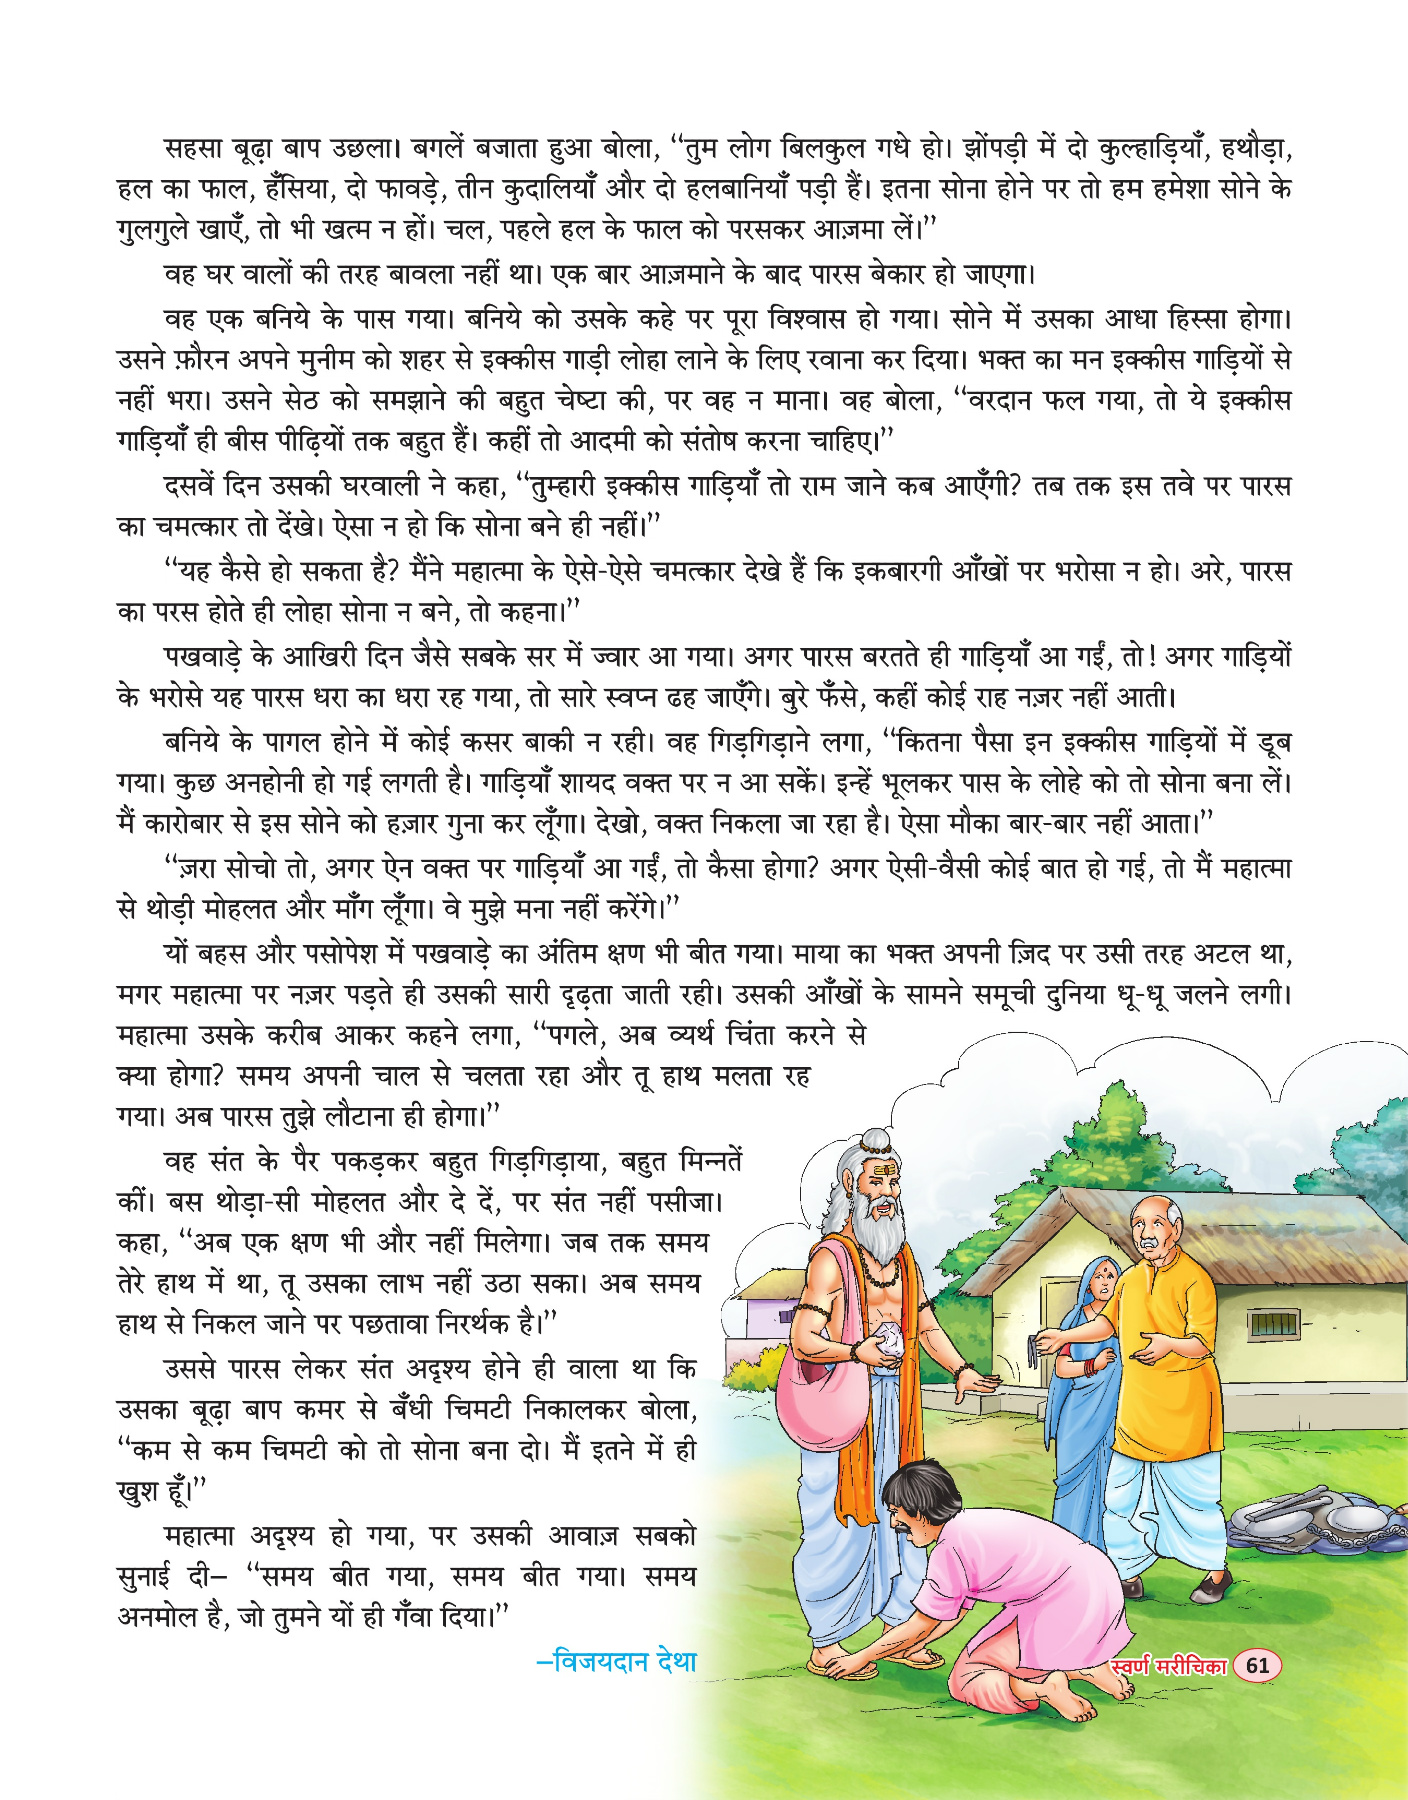 सहसा बूढ़ा बाप उछला। बगलें बजाता हुआ बोला, “तुम लोग बिलकुल गधे हो। झोंपड़ी में दो कुल्हाड़ियाँ, हथौड़ा,
हल का फाल, हँसिया, दो फावड़े, तीन कुदालियाँ और दो हलबानियाँ पड़ी हैं। इतना सोना होने पर तो हम हमेशा सोने के
गुलगुले खाएँ, तो भी खत्म न हों। चल, पहले हल के फाल को परसकर आज़मा लें।”
वह घर वालों की तरह बावला नहीं था। एक बार आज़माने के बाद पारस बेकार हो जाएगा।
वह एक बनिये के पास गया। बनिये को उसके कहे पर पूरा विश्वास हो गया। सोने में उसका आधा हिस्सा होगा।
उसने फ़ौरन अपने मुनीम को शहर से इक्कीस गाड़ी लोहा लाने के लिए रवाना कर दिया। भक्त का मन इक्कीस गाड़ियों से
नहीं भरा। उसने सेठ को समझाने की बहुत चेष्टा की, पर वह न माना। वह बोला, “वरदान फल गया, तो ये इक्कीस
गाड़ियाँ ही बीस पीढ़ियों तक बहुत हैं। कहीं तो आदमी को संतोष करना चाहिए।”
दसवें दिन उसकी घरवाली ने कहा, “तुम्हारी इक्कीस गाड़ियाँ तो राम जाने कब आएँगी? तब तक इस तवे पर पारस
का चमत्कार तो देंखे। ऐसा न हो कि सोना बने ही नहीं।”
“यह कैसे हो सकता है? मैंने महात्मा के ऐसे-ऐसे चमत्कार देखे हैं कि इकबारगी आँखों पर भरोसा न हो। अरे, पारस
का परस होते ही लोहा सोना न बने, तो कहना।”
पखवाड़े के आखिरी दिन जैसे सबके सर में ज्वार आ गया। अगर पारस बरतते ही गाड़ियाँ आ गईं, तो! अगर गाड़ियों
के भरोसे यह पारस धरा का धरा रह गया, तो सारे स्वप्न ढह जाएँगे। बुरे फँसे, कहीं कोई राह नज़र नहीं आती।
बनिये के पागल होने में कोई कसर बाकी न रही। वह गिड़गिड़ाने लगा, “कितना पैसा इन इक्कीस गाड़ियों में डूब
गया। कुछ अनहोनी हो गई लगती है। गाड़ियाँ शायद वक्त पर न आ सकें। इन्हें भूलकर पास के लोहे को तो सोना बना लें।
मैं कारोबार से इस सोने को हज़ार गुना कर लूँगा। देखो, वक्त निकला जा रहा है। ऐसा मौका बार-बार नहीं आता।”
“ज़रा सोचो तो, अगर ऐन वक्त पर गाड़ियाँ आ गईं, तो कैसा होगा? अगर ऐसी-वैसी कोई बात हो गई, तो मैं महात्मा
से थोड़ी मोहलत और माँग लूँगा। वे मुझे मना नहीं करेंगे।”
यों बहस और पसोपेश में पखवाड़े का अंतिम क्षण भी बीत गया। माया का भक्त अपनी ज़िद पर उसी तरह अटल था,
मगर महात्मा पर नज़र पड़ते ही उसकी सारी दृढ़ता जाती रही। उसकी आँखों के सामने समूची दुनिया धू-धू जलने लगी।
महात्मा उसके करीब आकर कहने लगा, “पगले, अब व्यर्थ चिंता करने से
क्या होगा? समय अपनी चाल से चलता रहा और तू हाथ मलता रह
गया। अब पारस तुझे लौटाना ही होगा।”
वह संत के पैर पकड़कर बहुत गिड़गिड़ाया, बहुत मिन्नतें
कीं। बस थोड़ा-सी मोहलत और दे दें, पर संत नहीं पसीजा।
कहा, “अब एक क्षण भी और नहीं मिलेगा। जब तक समय
तेरे हाथ में था, तू उसका लाभ नहीं उठा सका। अब समय
हाथ से निकल जाने पर पछतावा निरर्थक है।”
उससे पारस लेकर संत अदृश्य होने ही वाला था कि
उसका बूढ़ा बाप कमर से बँधी चिमटी निकालकर बोला,
“कम से कम चिमटी को तो सोना बना दो। मैं इतने में ही
खुश हूँ।”
महात्मा अदृश्य हो गया, पर उसकी आवाज़ सबको
सुनाई दी– “समय बीत गया, समय बीत गया। समय
अनमोल है, जो तुमने यों ही गँवा दिया।”
–विजयदान देथा
स्वर्ण मरीचिका 61